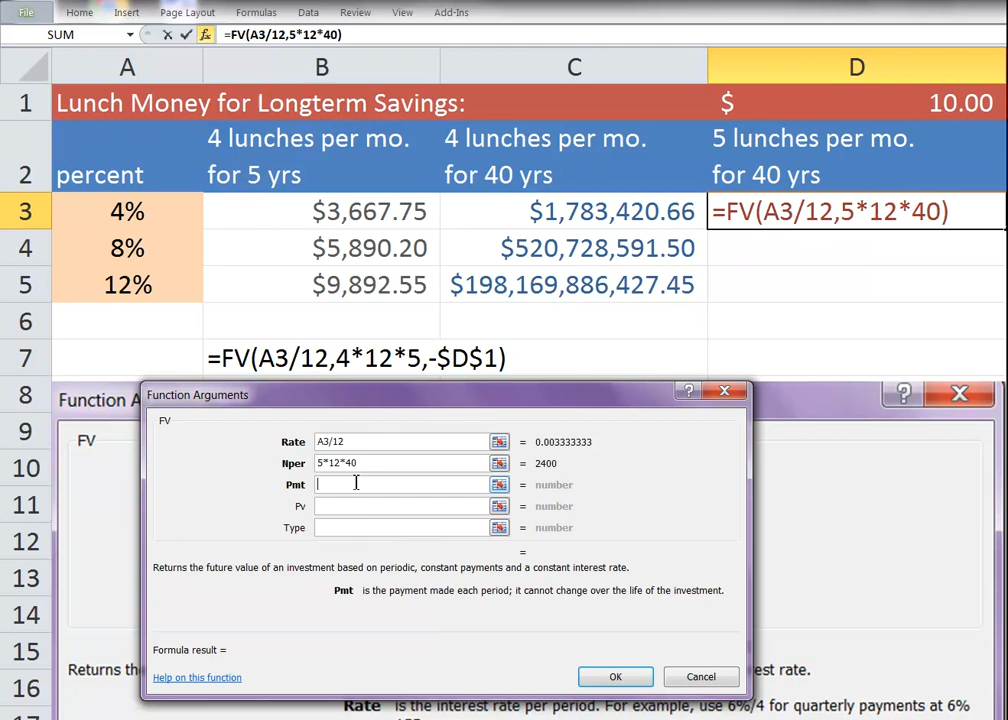 File Home Insert Page Layout Formulas Data Review View Add-Ins
SUM =FV(A3/12,5*12*40)
A B C D
1 Lunch Money for Longterm Savings: $ 10.00
4 lunches per mo. 4 lunches per mo. 5 lunches per mo.
2 percent for 5 yrs for 40 yrs for 40 yrs
3 4% $3,667.75 $1,783,420.66 =FV(A3/12,5*12*40)
4 8% $5,890.20 $520,728,591.50
5 12% $9,892.55 $198,169,886,427.45
6
7 =FV(A3/12,4*12*5,-$D$1)
8 Function A
Function Arguments
9 FV
FV
Rate A3/12 = 0.003333333
10 Nper 5*12*40 = 2400
Pmt = number
11 Fv = number
Type = number
12 =
Returns the future value of an investment based on periodic, constant payments and a constant interest rate.
13 Pmt is the payment made each period; it cannot change over the life of the investment.
14
15 Formula result =
Returns the est rate.
16 Help on this function OK Cancel
Rate is the interest rate per period. For example, use 6%/4 for quarterly payments at 6%
17